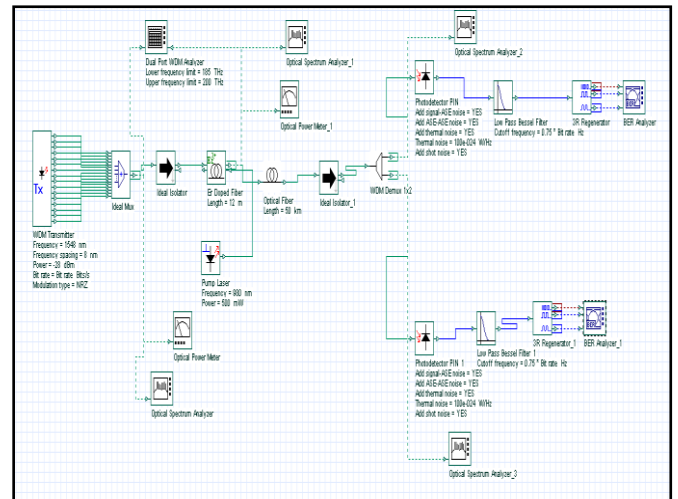 Dual Port WDM Analyzer
Lower frequency limit = 185 THz
Upper frequency limit = 200 THz
Optical Spectrum Analyzer_1
Optical Spectrum Analyzer_2
Optical Power Meter_1
Photodetector PIN
Add signal-ASE noise = YES
Add ASE-ASE noise = YES
Add thermal noise = YES
Thermal noise = 100e-024 W/Hz
Add shot noise = YES
Low Pass Bessel Filter
Cutoff frequency = 0.75 * Bit rate Hz
3R Regenerator
BER Analyzer
Tx
WDM Transmitter
Frequency = 1548 nm
Frequency spacing = 8 nm
Power = -20 dBm
Bit rate = Bit rate Bits/s
Modulation type = NRZ
Ideal Mux
Ideal Isolator
Er Doped Fiber
Length = 12 m
Optical Fiber
Length = 50 km
Ideal Isolator_1
WDM Demux 1x2
Pump Laser
Frequency = 980 nm
Power = 500 mW
Optical Power Meter
Optical Spectrum Analyzer
Photodetector PIN 1
Add signal-ASE noise = YES
Add ASE-ASE noise = YES
Add thermal noise = YES
Thermal noise = 100e-024 W/Hz
Add shot noise = YES
Low Pass Bessel Filter 1
Cutoff frequency = 0.75 * Bit rate Hz
3R Regenerator_1
BER Analyzer_1
Optical Spectrum Analyzer_3